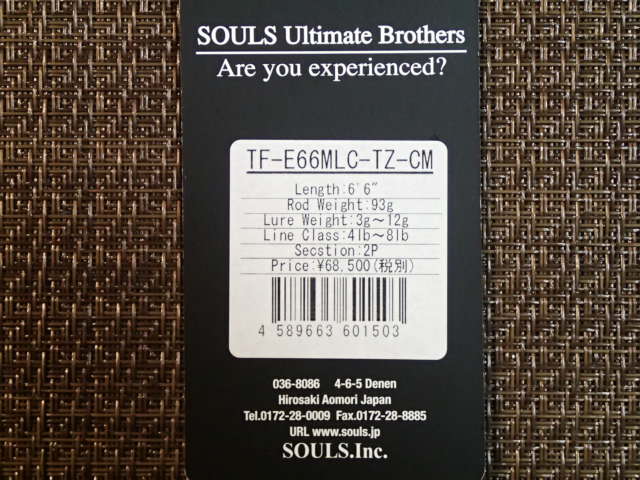 SOULS Ultimate Brothers
Are you experienced?
TF-E66MLC-TZ-CM
Length:6'6"
Rod Weight:93g
Lure Weight:3g～12g
Line Class:4lb～8lb
Secstion:2P
Price:¥68,500(税別)
4 589663 601503
036-8086 4-6-5 Denen
Hirosaki Aomori Japan
Tel.0172-28-0009 Fax.0172-28-8885
URL www.souls.jp
SOULS.Inc.